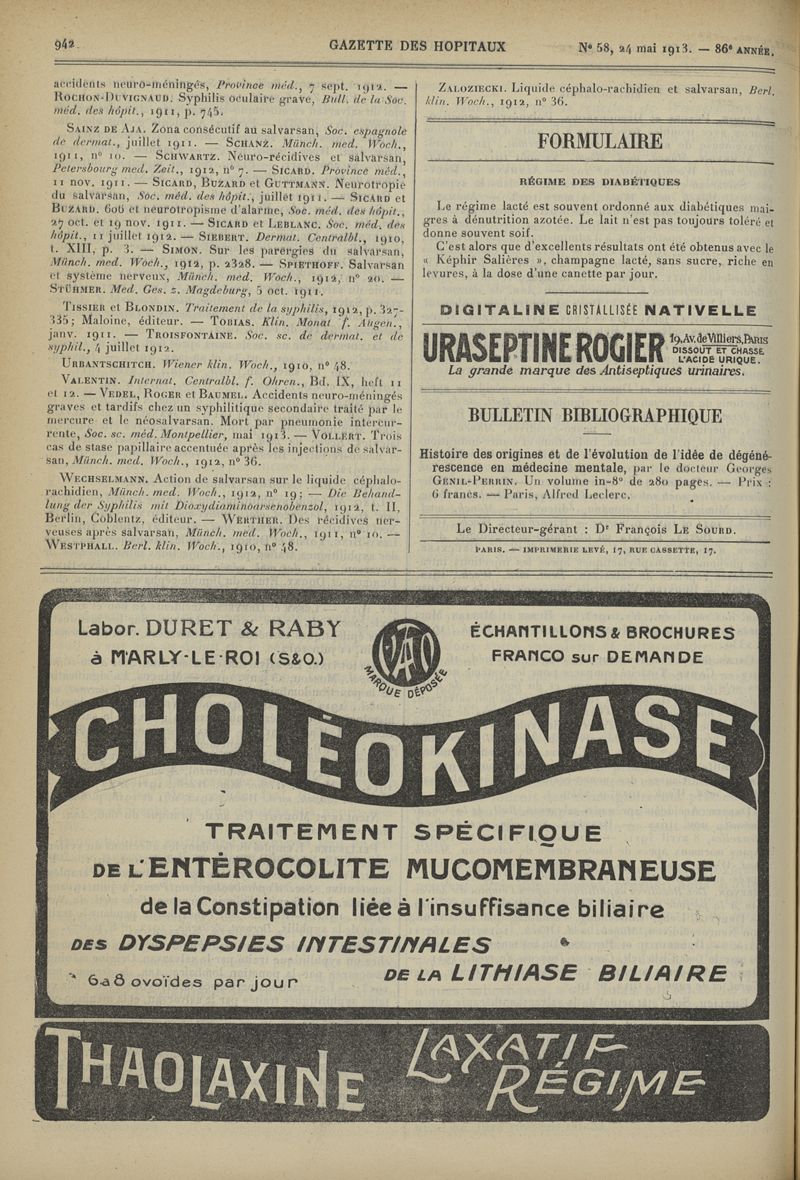 942
GAZETTE DES HOPITAUX
N° 58, 24 mai 1913. — 86e ANNÉE.
accidents neuro-méningés, Province méd., 7 sept. 1912. —
ROCHON-DUVIGNAUD. Syphilis oculaire grave, Bull. de la Soc.
méd. des hôpit., 1911, p. 745.
SAINZ DE AJA. Zona consécutif au salvarsan, Soc. espagnole
de dermat., juillet 1911. — SCHANZ. Münch. med. Woch.,
1911, n° 10. — SCHWARTZ. Neuro-récidives et salvarsan,
Petersbourg med. Zeit., 1912, n° 7. — SICARD. Province méd.,
11 nov. 1911. — SICARD, BUZARD et GUTTMANN. Neurotropie
du salvarsan, Soc. méd. des hôpit., juillet 1911. — SICARD et
BUZARD. 606 et neurotropisme d'alarme, Soc. méd. des hôpit.,
27 oct. et 19 nov. 1911. — SICARD et LEBLANC. Soc. méd. des
hôpit., 11 juillet 1912. — SIEBERT. Dermat. Centralbl., 1910,
t. XIII, p. 3. — SIMON. Sur les parergies du salvarsan,
Münch. med. Woch., 1912, p. 2328. — SPIETHOFF. Salvarsan
et système nerveux, Münch. med. Woch., 1912, n° 20. —
STÜHMER. Med. Ges. z. Magdeburg, 5 oct. 1911.
TISSIER et BLONDIN. Traitement de la syphilis, 1912, p. 327-
335; Maloine, éditeur. — TOBIAS. Klin. Monat f. Augen.,
janv. 1911. — TROISFONTAINE. Soc. sc. de dermat. et de
syphil., 4 juillet 1912.
URBANTSCHITCH. Wiener klin. Woch., 1910, n° 48.
VALENTIN. Internat. Centralbl. f. Ohren., Bd. IX, heft 11
et 12. — VEDEL, ROGER et BAUMEL. Accidents neuro-méningés
graves et tardifs chez un syphilitique secondaire traité par le
mercure et le néosalvarsan. Mort par pneumonie intercur-
rente, Soc. sc. méd. Montpellier, mai 1913. — VOLLERT. Trois
cas de stase papillaire accentuée après les injections de salvar-
san, Münch. med. Woch., 1912, n° 36.
WECHSELMANN. Action de salvarsan sur le liquide céphalo-
rachidien, Münch. med. Woch., 1912, n° 19; — Die Behand-
lung der Syphilis mit Dioxydiaminoarsenobenzol, 1912, t. II,
Berlin, Coblentz, éditeur. — WERTHER. Des récidives ner-
veuses après salvarsan, Münch. med. Woch., 1911, n° 10. —
WESTPHALL. Berl. klin. Woch., 1910, n° 48.
ZALOZIECKI. Liquide céphalo-rachidien et salvarsan, Berl.
klin. Woch., 1912, n° 36.
FORMULAIRE
RÉGIME DES DIABÉTIQUES
Le régime lacté est souvent ordonné aux diabétiques mai-
gres à dénutrition azotée. Le lait n'est pas toujours toléré et
donne souvent soif.
C'est alors que d'excellents résultats ont été obtenus avec le
« Képhir Salières », champagne lacté, sans sucre, riche en
levures, à la dose d'une canette par jour.
DIGITALINE CRISTALLISÉE NATIVELLE
URASEPTINE ROGIER
19, Av. de Villiers, PARIS
DISSOUT ET CHASSE
L'ACIDE URIQUE.
La grande marque des Antiseptiques urinaires.
BULLETIN BIBLIOGRAPHIQUE
Histoire des origines et de l'évolution de l'idée de dégéné-
rescence en médecine mentale, par le docteur Georges
GÉNIL-PERRIN. Un volume in-8° de 280 pages. — Prix :
6 francs. — Paris, Alfred Leclerc.
Le Directeur-gérant : Dr François LE SOURD.
PARIS. — IMPRIMERIE LEVÉ, 17, RUE CASSETTE, 17.
Labor. DURET & RABY
à MARLY-LE-ROI (S&O.)
MARQUE DÉPOSÉE
ÉCHANTILLONS & BROCHURES
FRANCO sur DEMANDE
CHOLÉOKINASE
TRAITEMENT SPÉCIFIQUE
DE L'ENTÉROCOLITE MUCOMEMBRANEUSE
de la Constipation liée à l'insuffisance biliaire
DES DYSPEPSIES INTESTINALES
6 à 8 ovoïdes par jour
DE LA LITHIASE BILIAIRE
THAOLAXINE
LAXATIF
RÉGIME